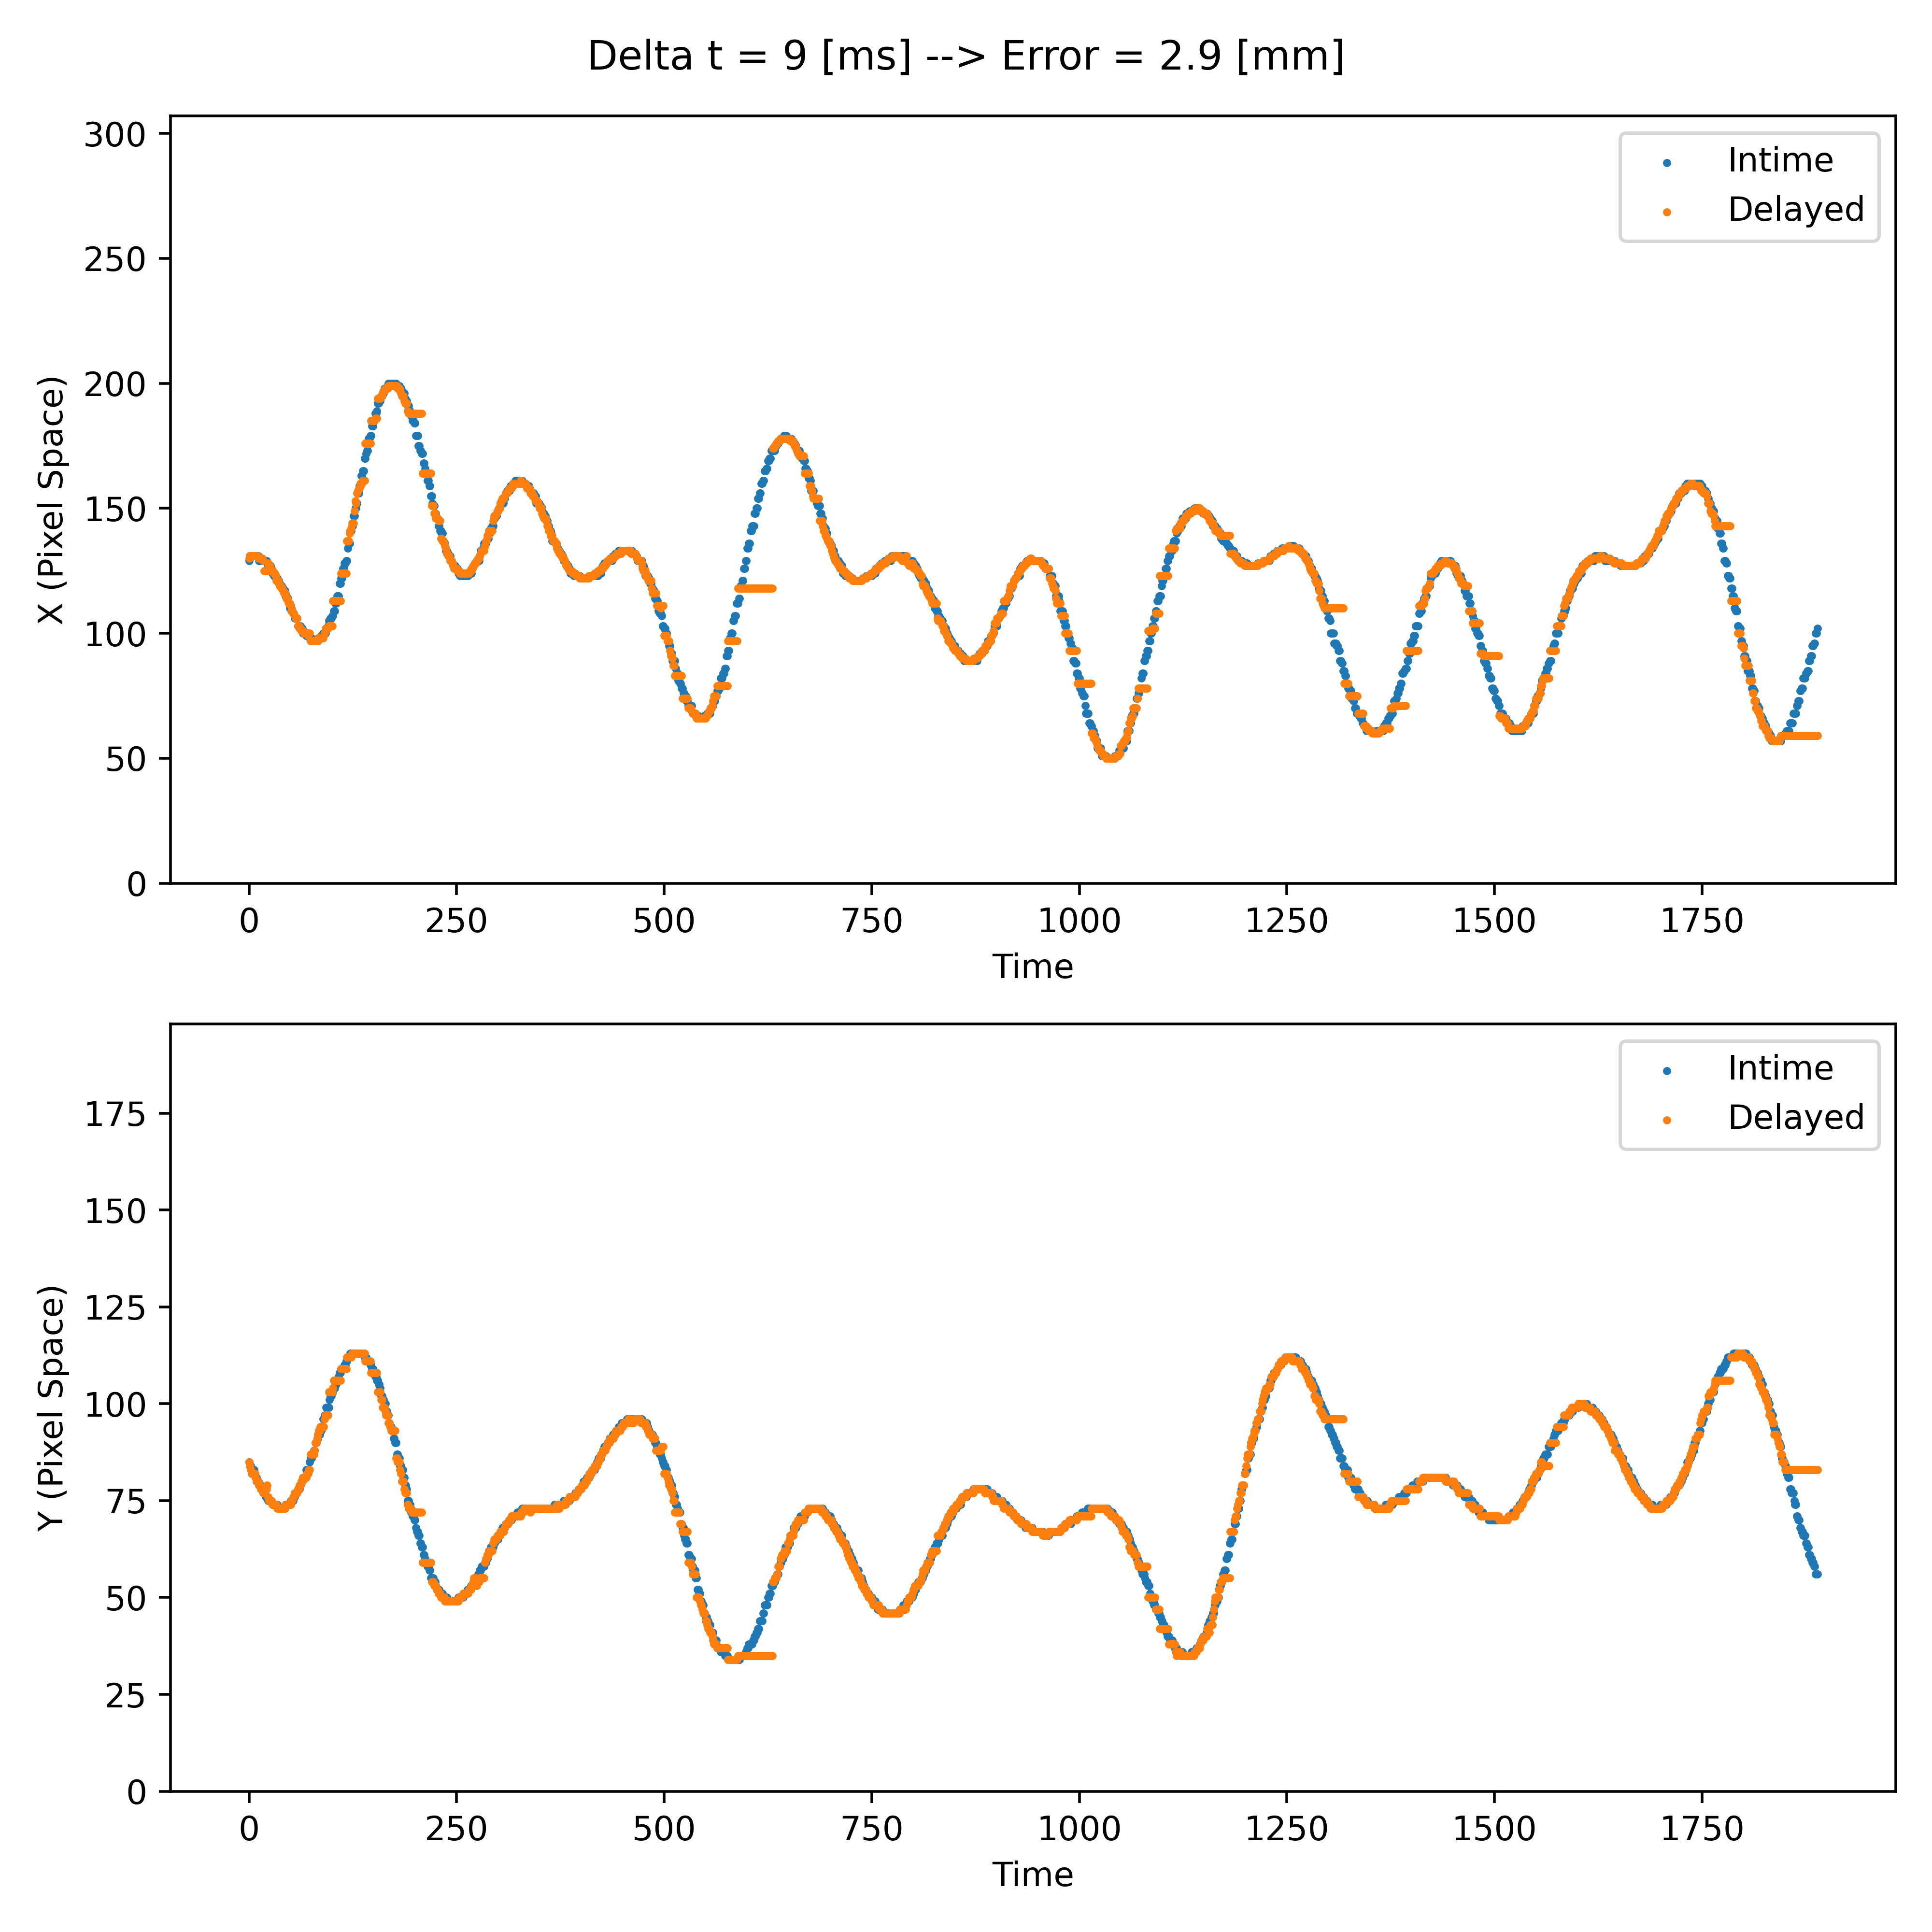 Delta t = 9 [ms] --> Error = 2.9 [mm]
300
250
200
150
100
50
0
X (Pixel Space)
Intime
Delayed
0 250 500 750 1000 1250 1500 1750
Time
175
150
125
100
75
50
25
0
Y (Pixel Space)
Intime
Delayed
0 250 500 750 1000 1250 1500 1750
Time